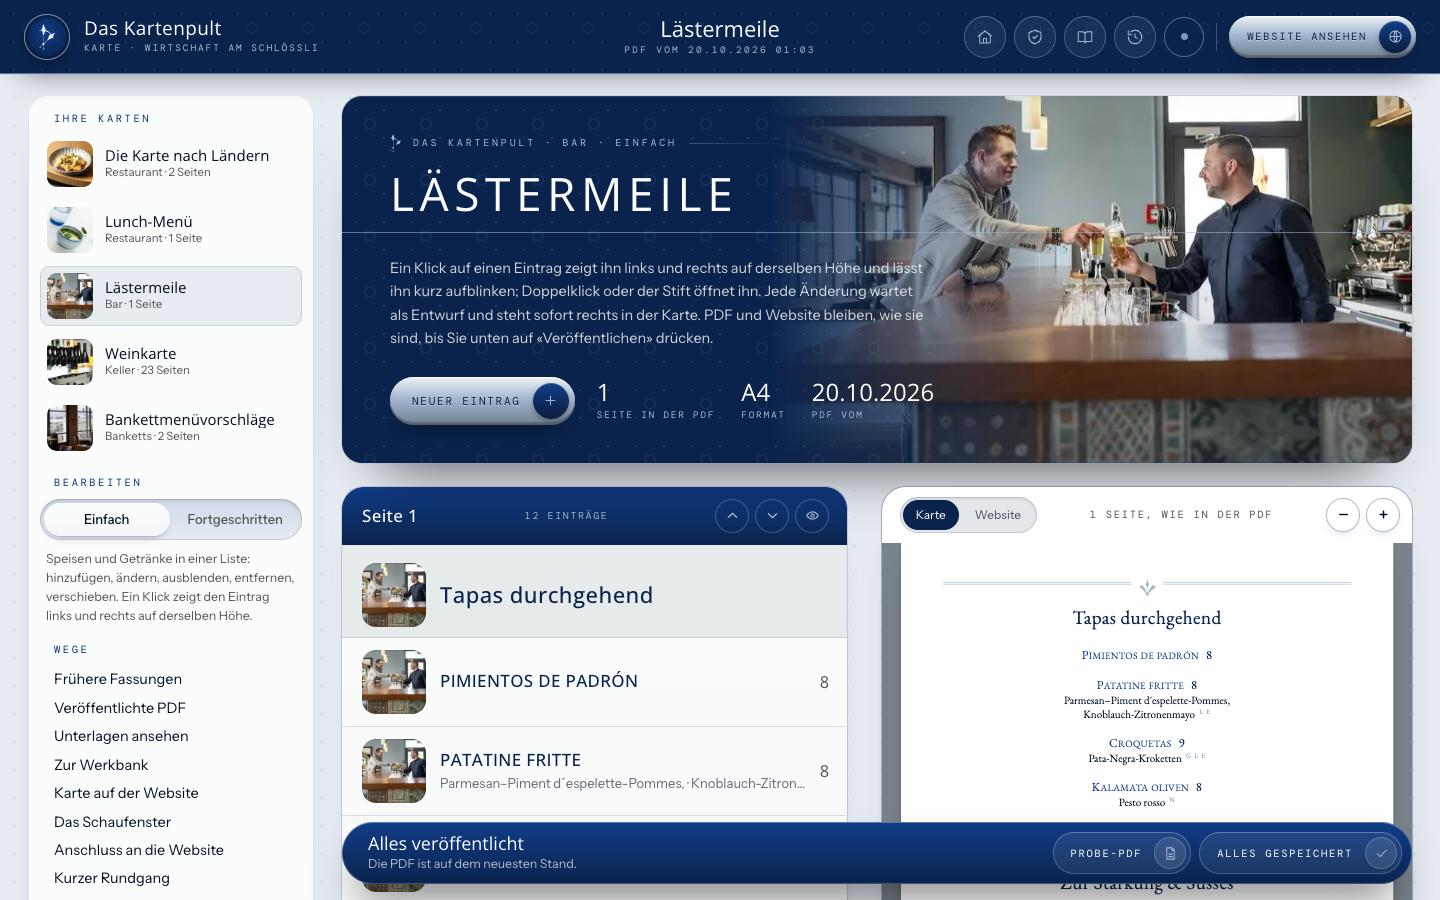 Das Kartenpult
KARTE · WIRTSCHAFT AM SCHLÖSSLI
Lästermeile
PDF VOM 20.10.2026 01:03
WEBSITE ANSEHEN
IHRE KARTEN
Die Karte nach Ländern
Restaurant · 2 Seiten
Lunch-Menü
Restaurant · 1 Seite
Lästermeile
Bar · 1 Seite
Weinkarte
Keller · 23 Seiten
Bankettmenüvorschläge
Banketts · 2 Seiten
BEARBEITEN
Einfach
Fortgeschritten
Speisen und Getränke in einer Liste:
hinzufügen, ändern, ausblenden, entfernen,
verschieben. Ein Klick zeigt den Eintrag
links und rechts auf derselben Höhe.
WEGE
Frühere Fassungen
Veröffentlichte PDF
Unterlagen ansehen
Zur Werkbank
Karte auf der Website
Das Schaufenster
Anschluss an die Website
Kurzer Rundgang
DAS KARTENPULT · BAR · EINFACH
LÄSTERMEILE
Ein Klick auf einen Eintrag zeigt ihn links und rechts auf derselben Höhe und lässt
ihn kurz aufblinken; Doppelklick oder der Stift öffnet ihn. Jede Änderung wartet
als Entwurf und steht sofort rechts in der Karte. PDF und Website bleiben, wie sie
sind, bis Sie unten auf «Veröffentlichen» drücken.
NEUER EINTRAG
1
SEITE IN DER PDF
A4
FORMAT
20.10.2026
PDF VOM
Seite 1
12 EINTRÄGE
Tapas durchgehend
PIMIENTOS DE PADRÓN
8
PATATINE FRITTE
Parmesan–Piment d´espelette-Pommes, · Knoblauch-Zitron...
8
Karte
Website
1 SEITE, WIE IN DER PDF
Tapas durchgehend
PIMIENTOS DE PADRÓN 8
PATATINE FRITTE 8
Parmesan–Piment d'espelette-Pommes,
Knoblauch-Zitronenmayo L E
CROQUETAS 9
Pata-Negra-Kroketten G L E
KALAMATA OLIVEN 8
Pesto rosso N
Zur Stärkung & Süsses
Alles veröffentlicht
Die PDF ist auf dem neuesten Stand.
PROBE-PDF
ALLES GESPEICHERT